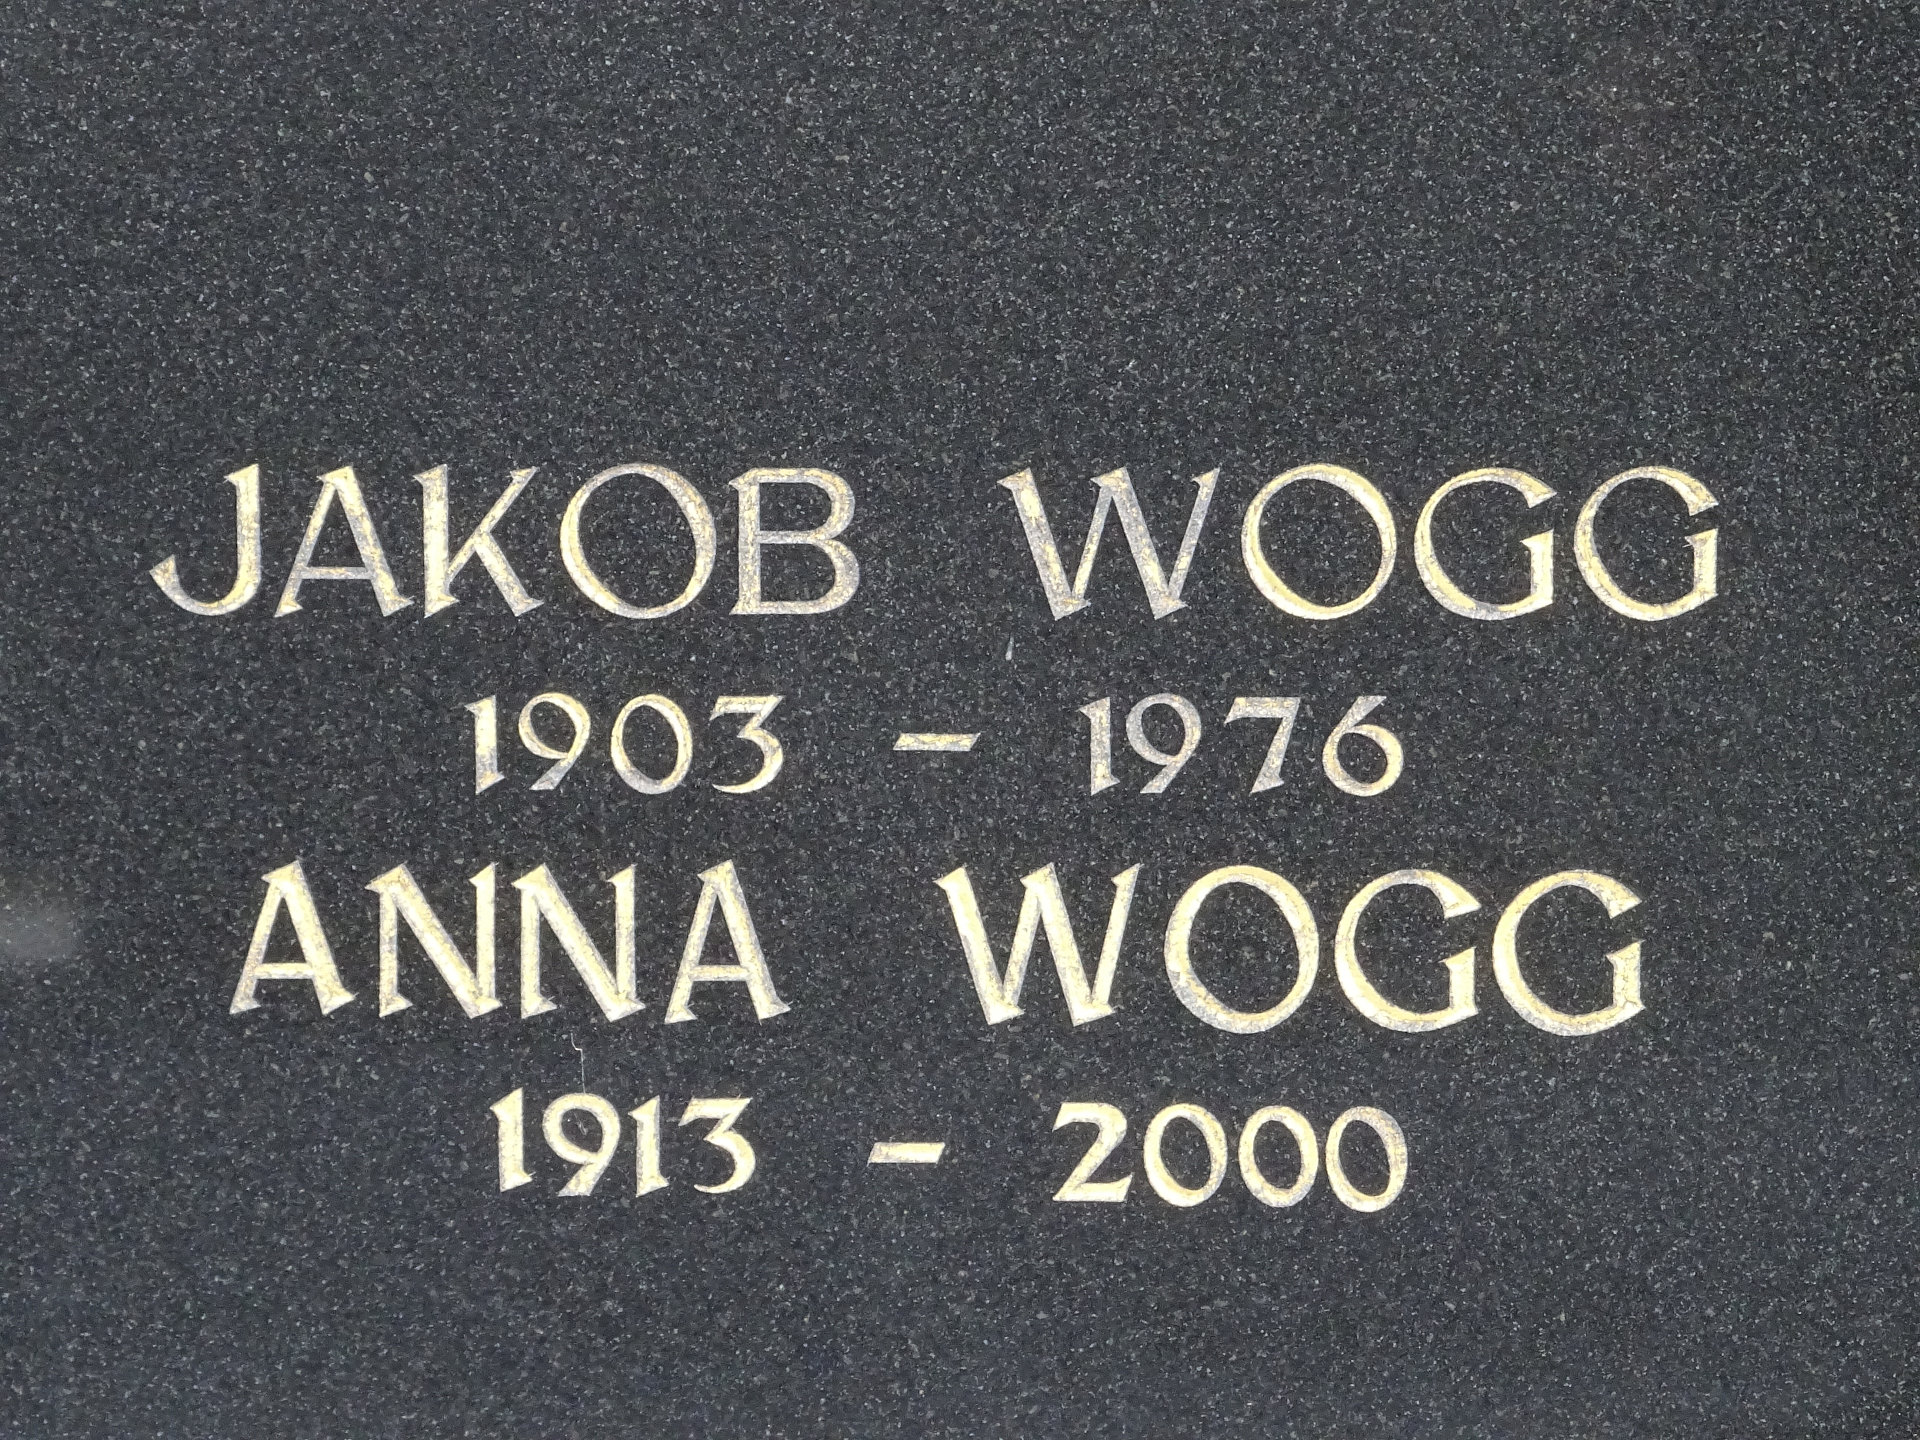 JAKOB WOGG
1903 - 1976
ANNA WOGG
1913 - 2000